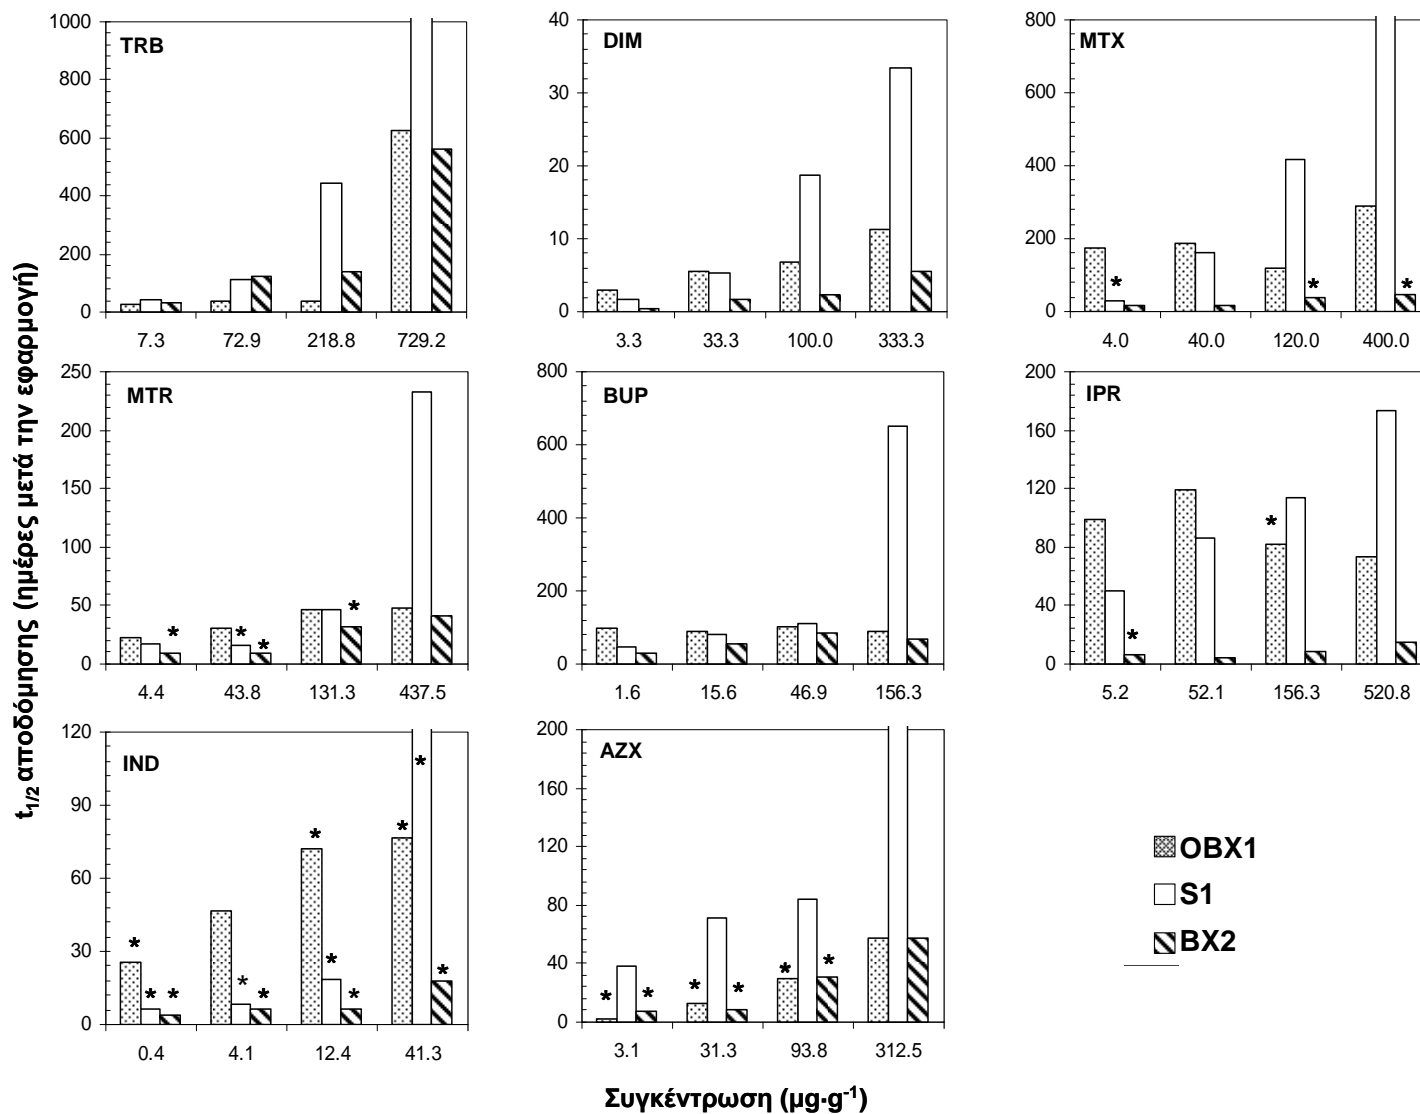 t1/2 αποδόμησης (ημέρες μετά την εφαρμογή)
TRB
1000
800
600
400
200
0
7.3 72.9 218.8 729.2
DIM
40
30
20
10
0
3.3 33.3 100.0 333.3
MTX
800
600
400
200
0
* * *
4.0 40.0 120.0 400.0
MTR
250
200
150
100
50
0
* * * *
4.4 43.8 131.3 437.5
BUP
800
600
400
200
0
1.6 15.6 46.9 156.3
IPR
200
160
120
80
40
0
* *
5.2 52.1 156.3 520.8
IND
120
90
60
30
0
* * * * * * * * * * *
0.4 4.1 12.4 41.3
AZX
200
160
120
80
40
0
* * * * * *
3.1 31.3 93.8 312.5
OBX1
S1
BX2
Συγκέντρωση (μg·g-1)